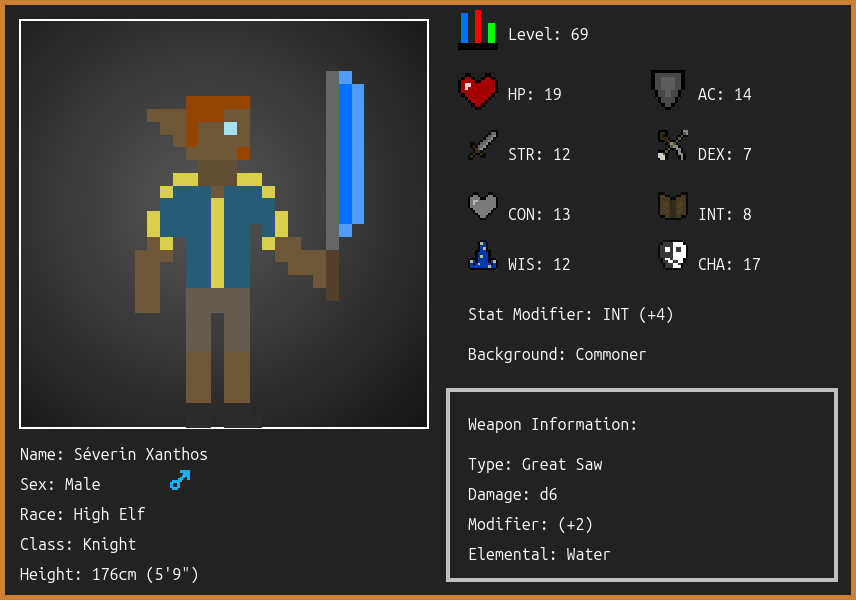 Level: 69
HP: 19
AC: 14
STR: 12
DEX: 7
CON: 13
INT: 8
WIS: 12
CHA: 17
Stat Modifier: INT (+4)
Background: Commoner
Weapon Information:
Type: Great Saw
Damage: d6
Modifier: (+2)
Elemental: Water
Name: Séverin Xanthos
Sex: Male
Race: High Elf
Class: Knight
Height: 176cm (5'9")